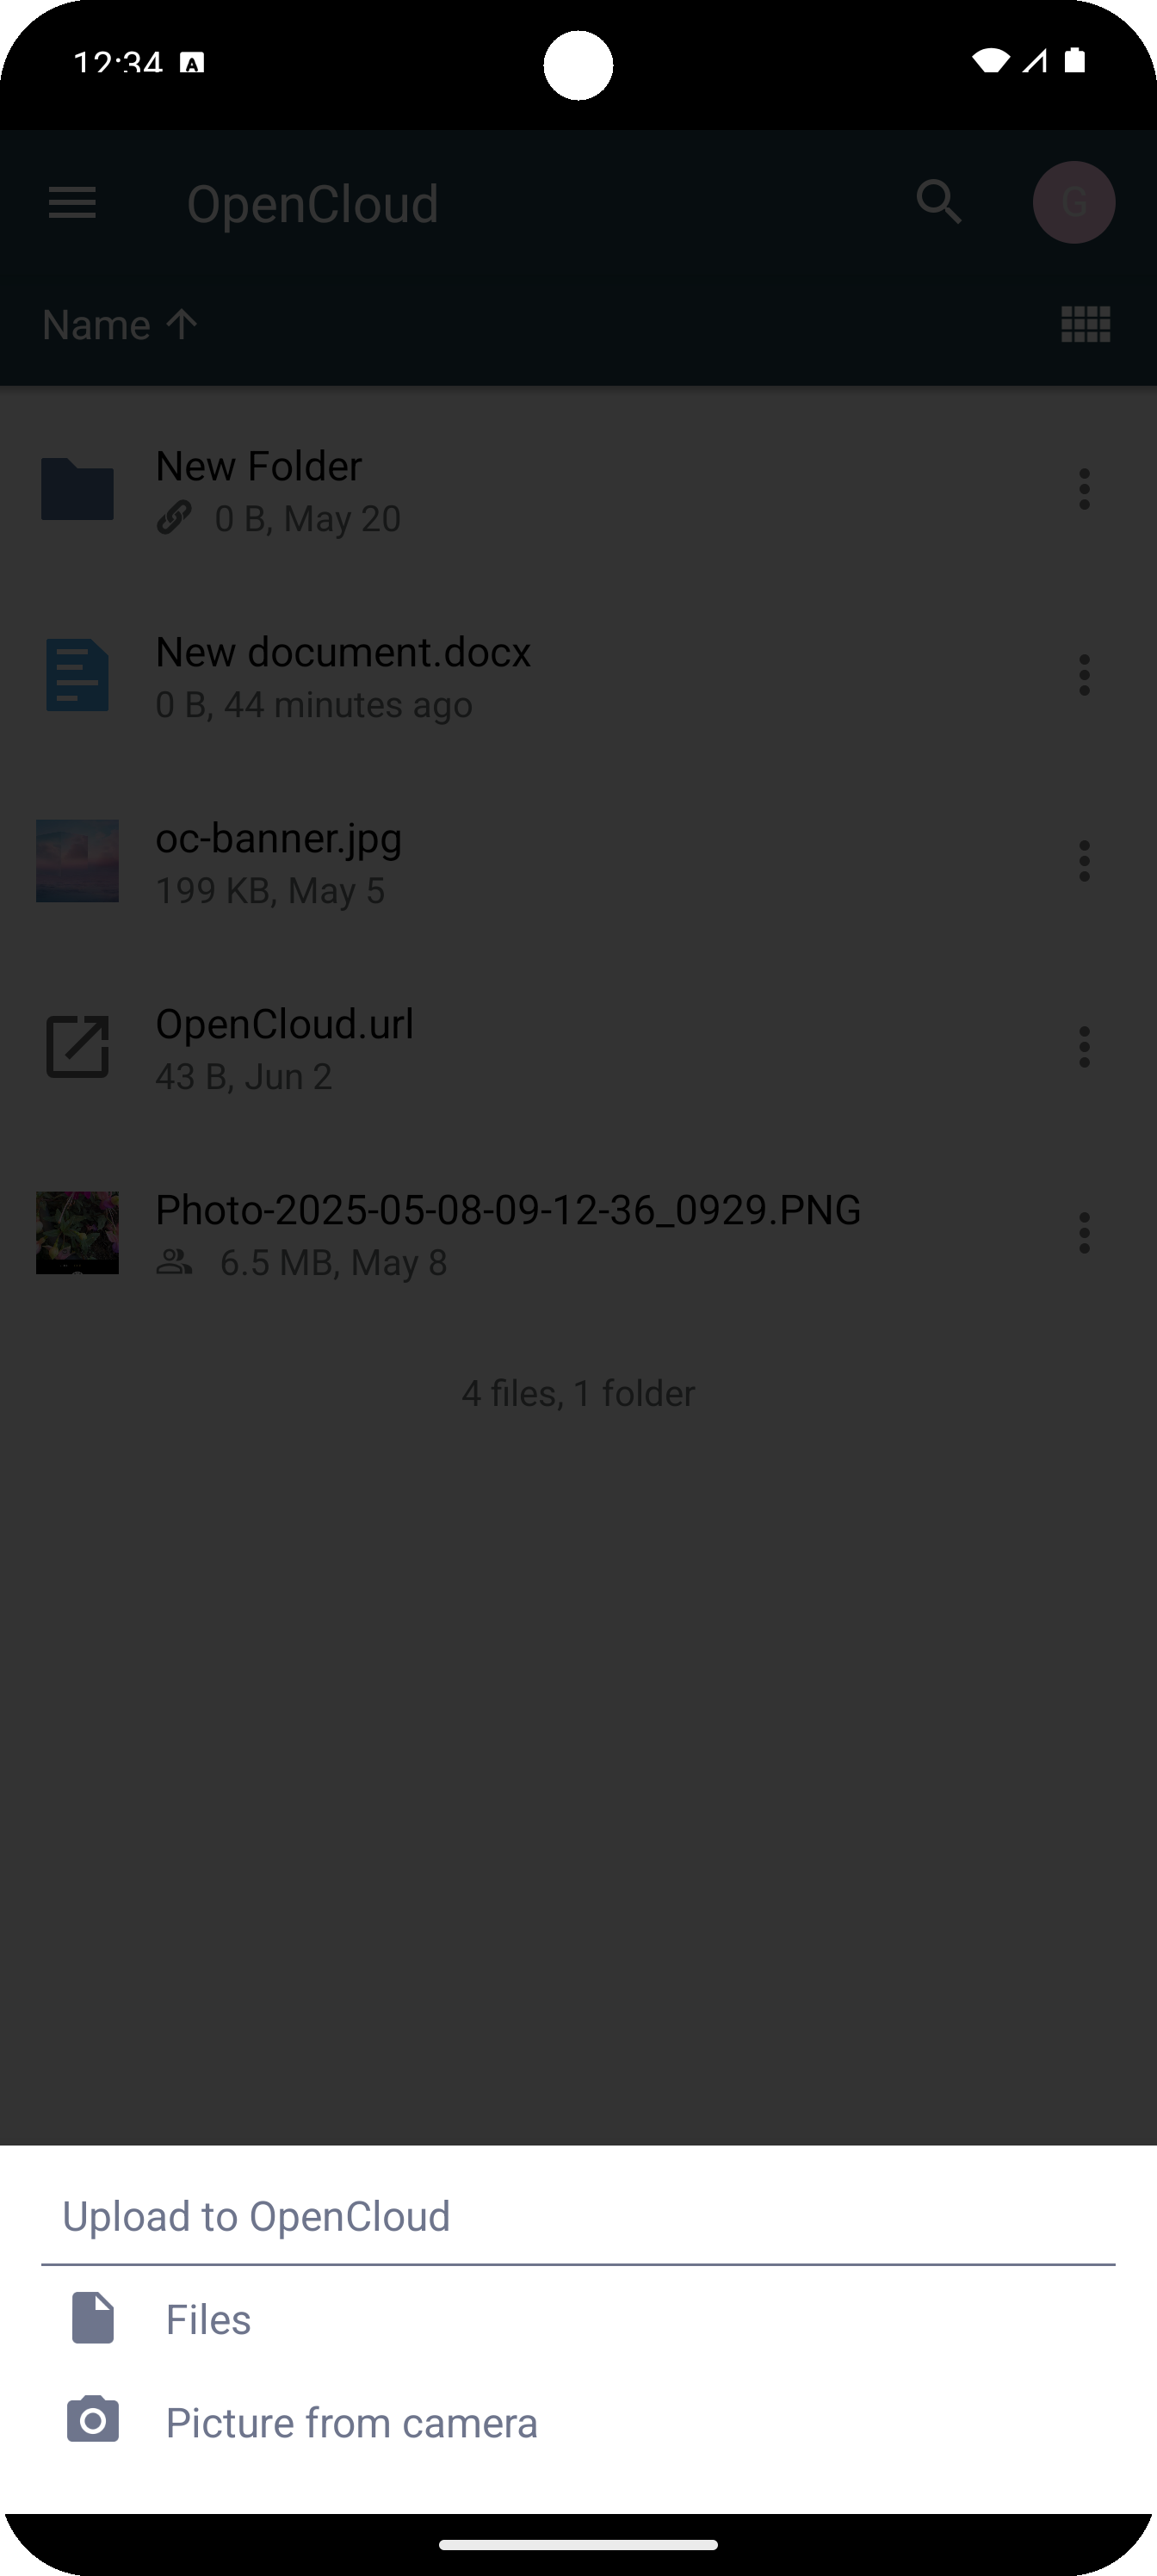 12:34 A
OpenCloud
G
Name
New Folder
0 B, May 20
New document.docx
0 B, 44 minutes ago
oc-banner.jpg
199 KB, May 5
OpenCloud.url
43 B, Jun 2
Photo-2025-05-08-09-12-36_0929.PNG
6.5 MB, May 8
4 files, 1 folder
Upload to OpenCloud
Files
Picture from camera